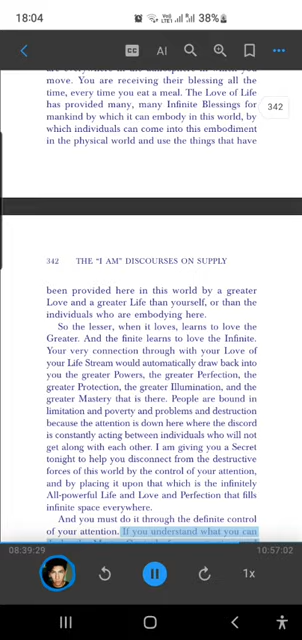 18:04
38%
CC
AI
342
move. You are receiving their blessing all the
time, every time you eat a meal. The Love of Life
has provided many, many Infinite Blessings for
mankind by which it can embody in this world, by
which individuals can come into this embodiment
in the physical world and use the things that have
342 THE "I AM" DISCOURSES ON SUPPLY
been provided here in this world by a greater
Love and a greater Life than yourself, or than the
individuals who are embodying here.
So the lesser, when it loves, learns to love the
Greater. And the finite learns to love the Infinite.
Your very connection through with your Love of
your Life Stream would automatically draw back into
you the greater Powers, the greater Perfection, the
greater Protection, the greater Illumination, and
the greater Mastery that is there. People are bound in
limitation and poverty and problems and destruction
because the attention is down here where the discord
is constantly acting between individuals who will not
get along with each other. I am giving you a Secret
tonight to help you disconnect from the destructive
forces of this world by the control of your attention,
and by placing it upon that which is the infinitely
All-powerful Life and Love and Perfection that fills
infinite space everywhere.
And you must do it through the definite control
of your attention. If you understand what you can
08:39:29
10:57:02
1x